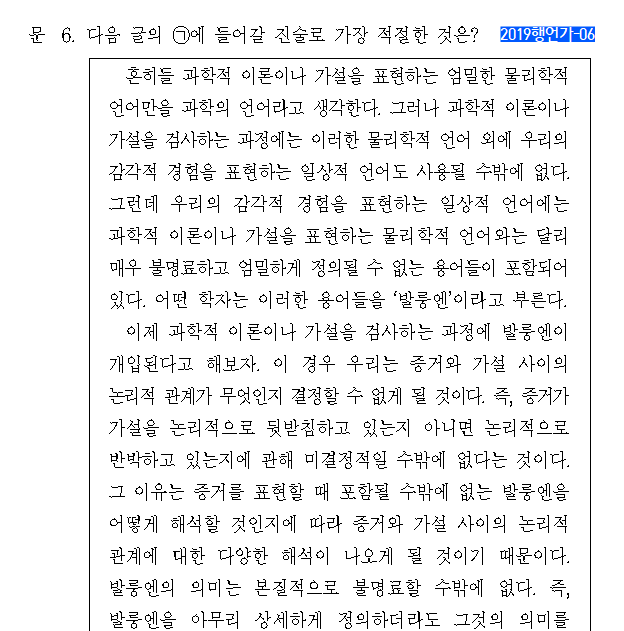 문 6. 다음 글의 ㉠에 들어갈 진술로 가장 적절한 것은? 2019행언가-06
흔히들 과학적 이론이나 가설을 표현하는 엄밀한 물리학적
언어만을 과학의 언어라고 생각한다. 그러나 과학적 이론이나
가설을 검사하는 과정에는 이러한 물리학적 언어 외에 우리의
감각적 경험을 표현하는 일상적 언어도 사용될 수밖에 없다.
그런데 우리의 감각적 경험을 표현하는 일상적 언어에는
과학적 이론이나 가설을 표현하는 물리학적 언어와는 달리
매우 불명료하고 엄밀하게 정의될 수 없는 용어들이 포함되어
있다. 어떤 학자는 이러한 용어들을 ‘발룽엔’이라고 부른다.
이제 과학적 이론이나 가설을 검사하는 과정에 발룽엔이
개입된다고 해보자. 이 경우 우리는 증거와 가설 사이의
논리적 관계가 무엇인지 결정할 수 없게 될 것이다. 즉, 증거가
가설을 논리적으로 뒷받침하고 있는지 아니면 논리적으로
반박하고 있는지에 관해 미결정적일 수밖에 없다는 것이다.
그 이유는 증거를 표현할 때 포함될 수밖에 없는 발룽엔을
어떻게 해석할 것인지에 따라 증거와 가설 사이의 논리적
관계에 대한 다양한 해석이 나오게 될 것이기 때문이다.
발룽엔의 의미는 본질적으로 불명료할 수밖에 없다. 즉,
발룽엔을 아무리 상세하게 정의하더라도 그것의 의미를